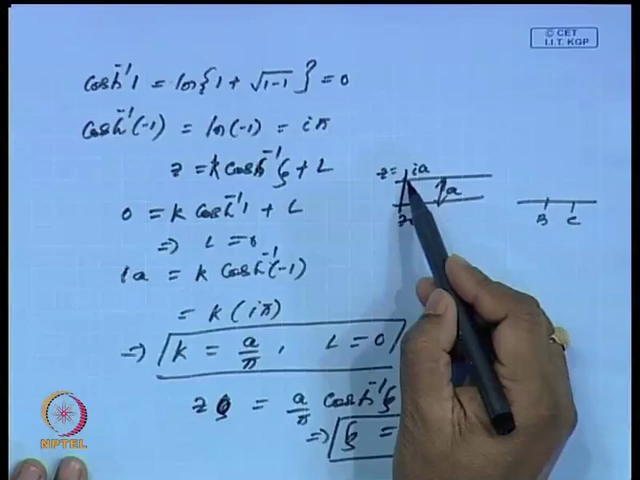 © CET
I.I.T. KGP
cosh⁻¹1 = ln{1 + √(1-1)} = 0
cosh⁻¹(-1) = ln(-1) = iπ
z = k cosh⁻¹ζ + L
0 = k cosh⁻¹1 + L
⇒ L = 0
ia = k cosh⁻¹(-1)
= k(iπ)
⇒ k = a/π, L = 0
z = a/π cosh⁻¹ζ
⇒ ζ =
z = ia
a
B C
NPTEL